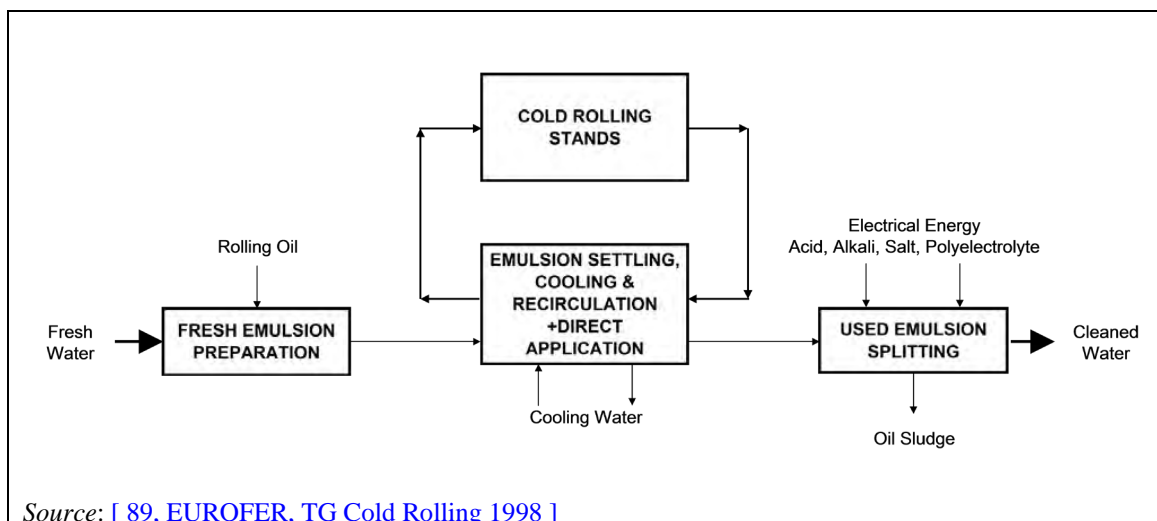 COLD ROLLING
STANDS
Rolling Oil
Electrical Energy
Acid, Alkali, Salt, Polyelectrolyte
Fresh
Water
FRESH EMULSION
PREPARATION
EMULSION SETTLING,
COOLING &
RECIRCULATION
+DIRECT
APPLICATION
USED EMULSION
SPLITTING
Cleaned
Water
Cooling Water
Oil Sludge
Source: [ 89, EUROFER, TG Cold Rolling 1998 ]